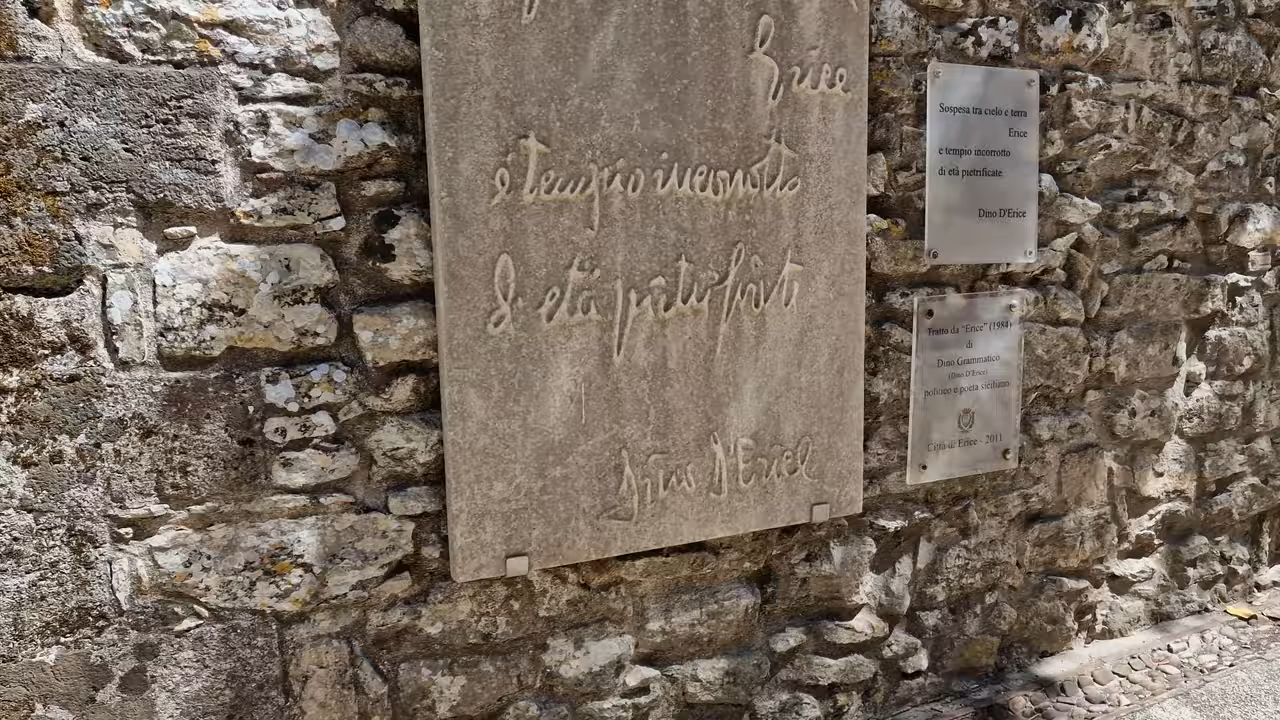 Erice
è tempio incorrotto
di età pietrificate
Dino D'Erice
Sospesa tra cielo e terra
Erice
e tempio incorrotto
di età pietrificate
Dino D'Erice
Tratto da "Erice" (1984)
di
Dino Grammatico
(Dino D'Erice)
politico e poeta siciliano
Città di Erice - 2011